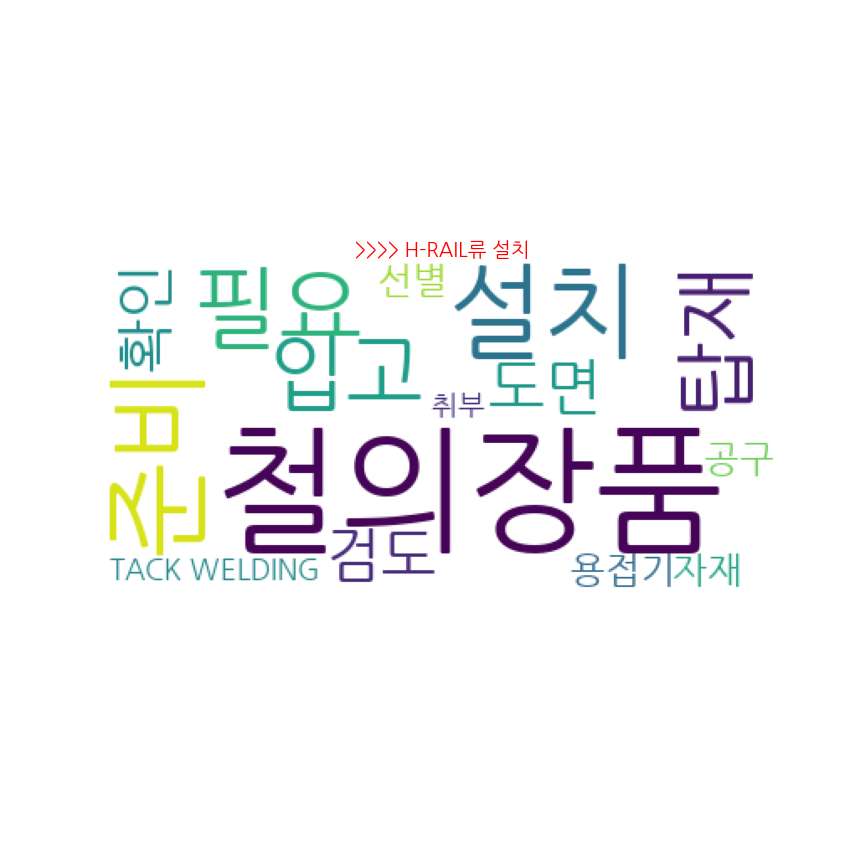 >>>> H-RAIL류 설치
확인
필요
선별
설치
탑재
압고
도면
준비
취부
철의장품
공구
검도
TACK WELDING
용접기
자재